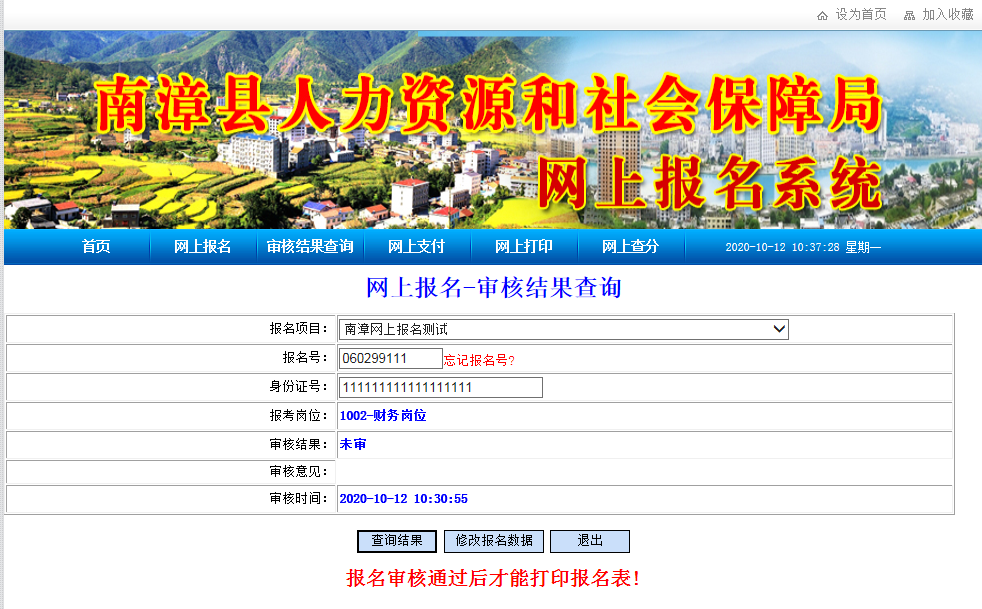 设为首页 加入收藏
南漳县人力资源和社会保障局
网上报名系统
首页 网上报名 审核结果查询 网上支付 网上打印 网上查分 2020-10-12 10:37:28 星期一
网上报名-审核结果查询
报名项目： 南漳网上报名测试
报名号： 060299111 忘记报名号?
身份证号： 111111111111111111
报考岗位： 1002-财务岗位
审核结果： 未审
审核意见：
审核时间： 2020-10-12 10:30:55
查询结果 修改报名数据 退出
报名审核通过后才能打印报名表!